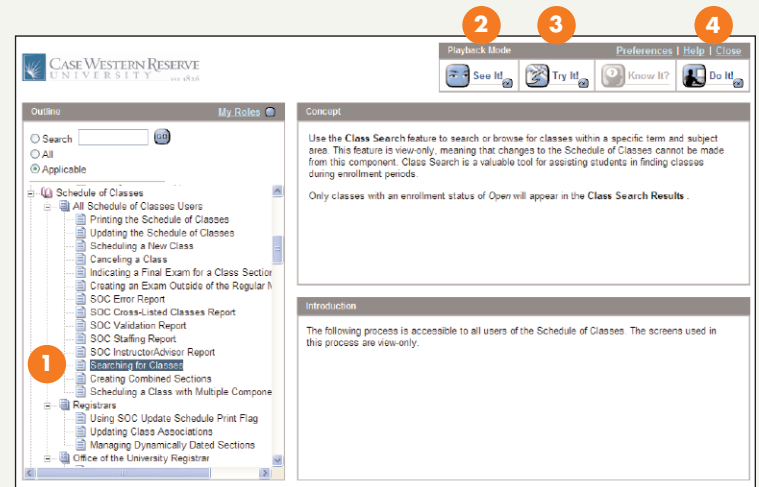 2
3
4
CASE WESTERN RESERVE
UNIVERSITY EST 1826
Playback Mode
Preferences | Help | Close
See It!
Try It!
Know It?
Do It!
Outline
My Roles
Search
GO
All
Applicable
Schedule of Classes
All Schedule of Classes Users
Printing the Schedule of Classes
Updating the Schedule of Classes
Scheduling a New Class
Canceling a Class
Indicating a Final Exam for a Class Section
Creating an Exam Outside of the Regular
SOC Error Report
SOC Cross-Listed Classes Report
SOC Validation Report
SOC Staffing Report
SOC Instructor/Advisor Report
1
Searching for Classes
Creating Combined Sections
Scheduling a Class with Multiple Compone
Registrars
Using SOC Update Schedule Print Flag
Updating Class Associations
Managing Dynamically Dated Sections
Office of the University Registrar
Concept
Use the Class Search feature to search or browse for classes within a specific term and subject
area. This feature is view-only, meaning that changes to the Schedule of Classes cannot be made
from this component. Class Search is a valuable tool for assisting students in finding classes
during enrollment periods.
Only classes with an enrollment status of Open will appear in the Class Search Results .
Introduction
The following process is accessible to all users of the Schedule of Classes. The screens used in
this process are view-only.